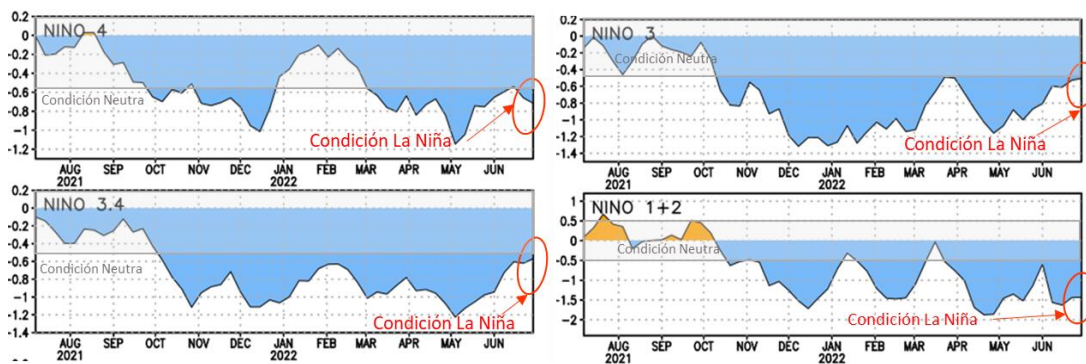 NINO 4
0.2
0
-0.2
-0.4
-0.6
-0.8
-1
-1.2
Condición Neutra
Condición La Niña
AUG SEP OCT NOV DEC JAN FEB MAR APR MAY JUN
2021 2022
NINO 3
0.2
0
-0.2
-0.4
-0.6
-0.8
-1
-1.2
-1.4
Condición Neutra
Condición La Niña
AUG SEP OCT NOV DEC JAN FEB MAR APR MAY JUN
2021 2022
NINO 3.4
0.2
0
-0.2
-0.4
-0.6
-0.8
-1
-1.2
-1.4
Condición Neutra
Condición La Niña
AUG SEP OCT NOV DEC JAN FEB MAR APR MAY JUN
2021 2022
NINO 1+2
1
0.5
0
-0.5
-1
-1.5
-2
Condición Neutra
Condición La Niña
AUG SEP OCT NOV DEC JAN FEB MAR APR MAY JUN
2021 2022